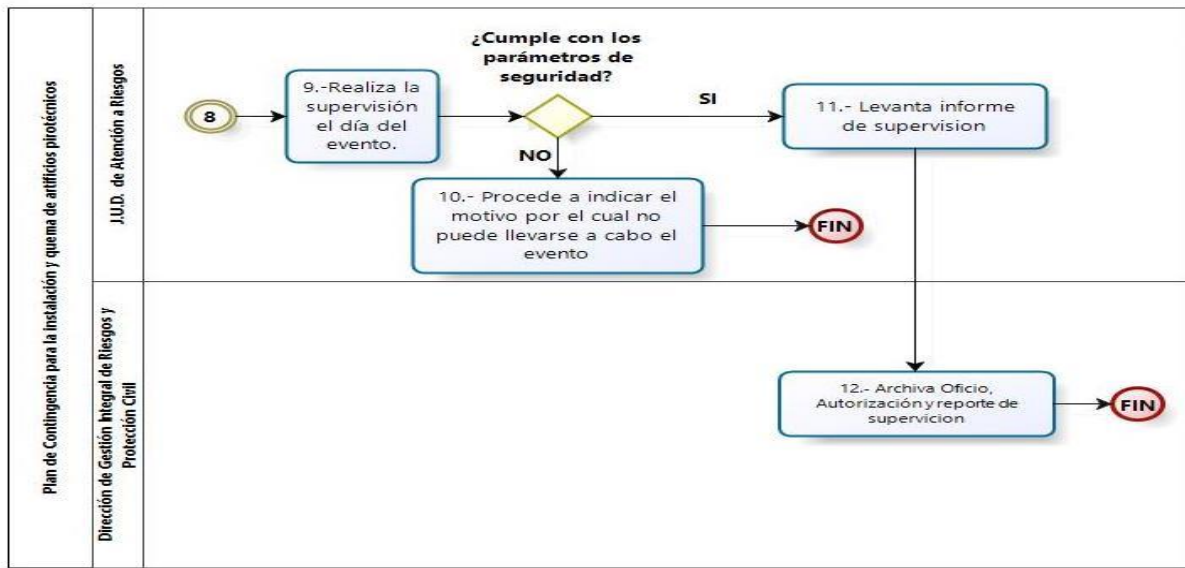 Plan de Contingencia para la instalación y quema de artificios pirotécnicos
J.U.D. de Atención a Riesgos
8
9.-Realiza la
supervisión
el día del
evento.
¿Cumple con los
parámetros de
seguridad?
SI
NO
11.- Levanta informe
de supervision
10.- Procede a indicar el
motivo por el cual no
puede llevarse a cabo el
evento
FIN
Dirección de Gestión Integral de Riesgos y
Protección Civil
12.- Archiva Oficio,
Autorización y reporte de
supervicion
FIN